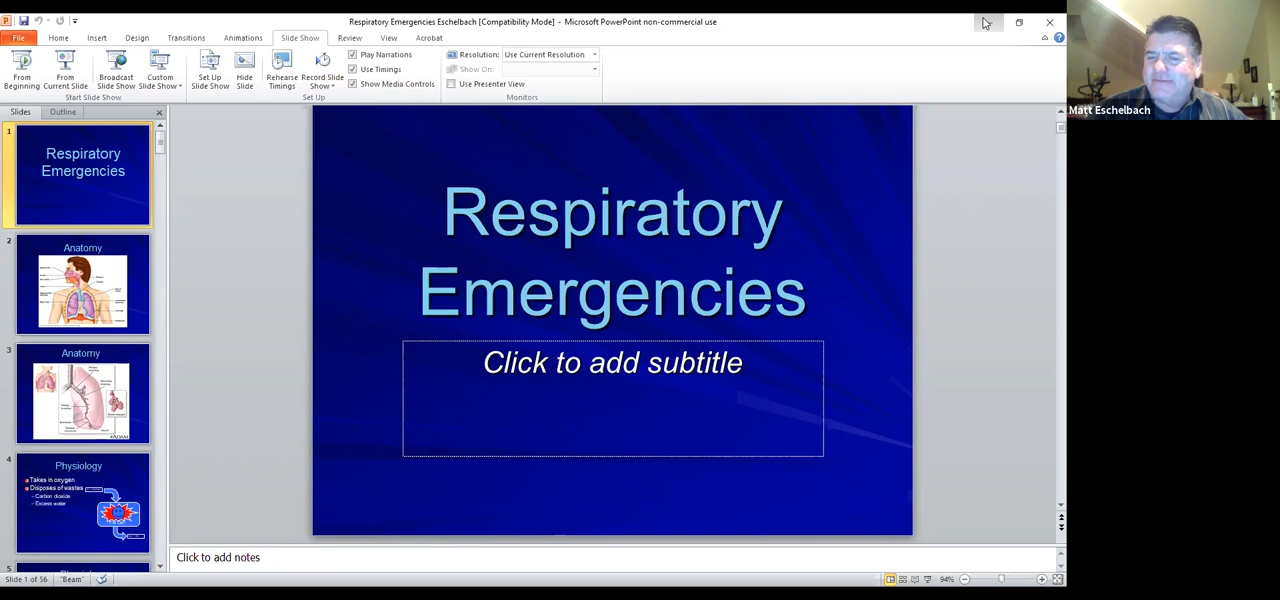 Respiratory Emergencies Eschelbach [Compatibility Mode] - Microsoft PowerPoint non-commercial use
File Home Insert Design Transitions Animations Slide Show Review View Acrobat
From Beginning
From Current Slide
Broadcast Slide Show
Custom Slide Show
Set Up Slide Show
Hide Slide
Rehearse Timings
Record Slide Show
Play Narrations
Use Timings
Show Media Controls
Resolution: Use Current Resolution
Show On:
Use Presenter View
Start Slide Show
Set Up
Monitors
Matt Eschelbach
Slides Outline
1
Respiratory
Emergencies
2
Anatomy
3
Anatomy
4
Physiology
Takes in oxygen
Disposes of wastes
– Carbon dioxide
– Excess water
5
Respiratory
Emergencies
Click to add subtitle
Click to add notes
Slide 1 of 56 "Beam" 94%